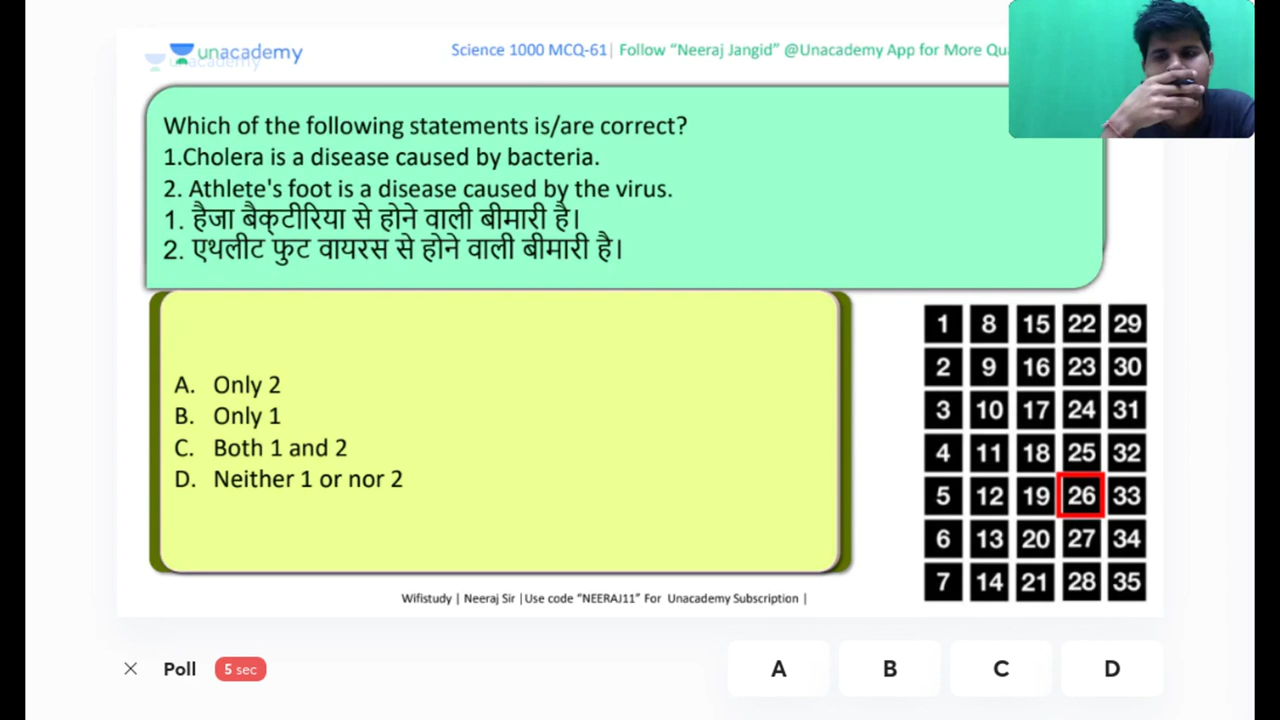 unacademy
Science 1000 MCQ-61| Follow “Neeraj Jangid” @Unacademy App for More
Which of the following statements is/are correct?
1.Cholera is a disease caused by bacteria.
2. Athlete's foot is a disease caused by the virus.
1. हैजा बैक्टीरिया से होने वाली बीमारी है।
2. एथलीट फुट वायरस से होने वाली बीमारी है।
A. Only 2
B. Only 1
C. Both 1 and 2
D. Neither 1 or nor 2
1 8 15 22 29
2 9 16 23 30
3 10 17 24 31
4 11 18 25 32
5 12 19 26 33
6 13 20 27 34
7 14 21 28 35
Wifistudy | Neeraj Sir |Use code “NEERAJ11” For Unacademy Subscription |
Poll 5 sec A B C D